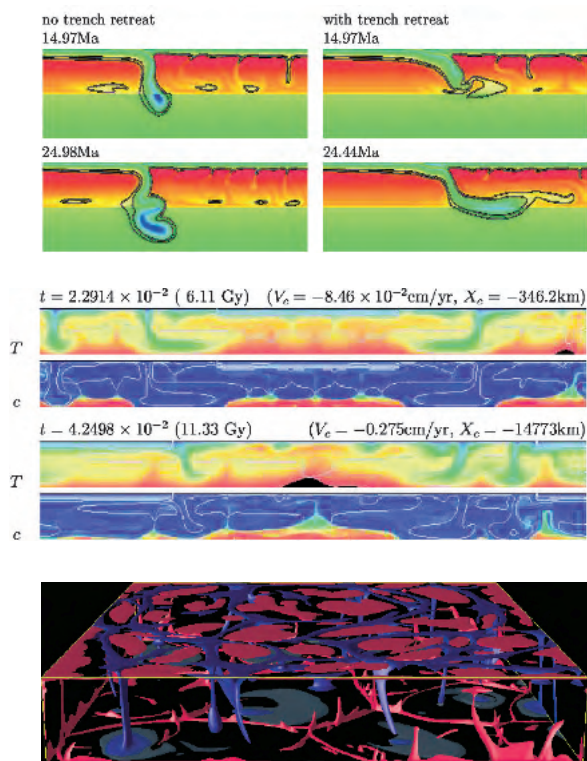 no trench retreat
14.97Ma
with trench retreat
14.97Ma
24.98Ma
24.44Ma
t = 2.2914 × 10⁻² ( 6.11 Gy) (V_c = −8.46 × 10⁻²cm/yr, X_c = −346.2km)
T
c
t = 4.2498 × 10⁻² (11.33 Gy) (V_c = −0.275cm/yr, X_c = −14773km)
T
c